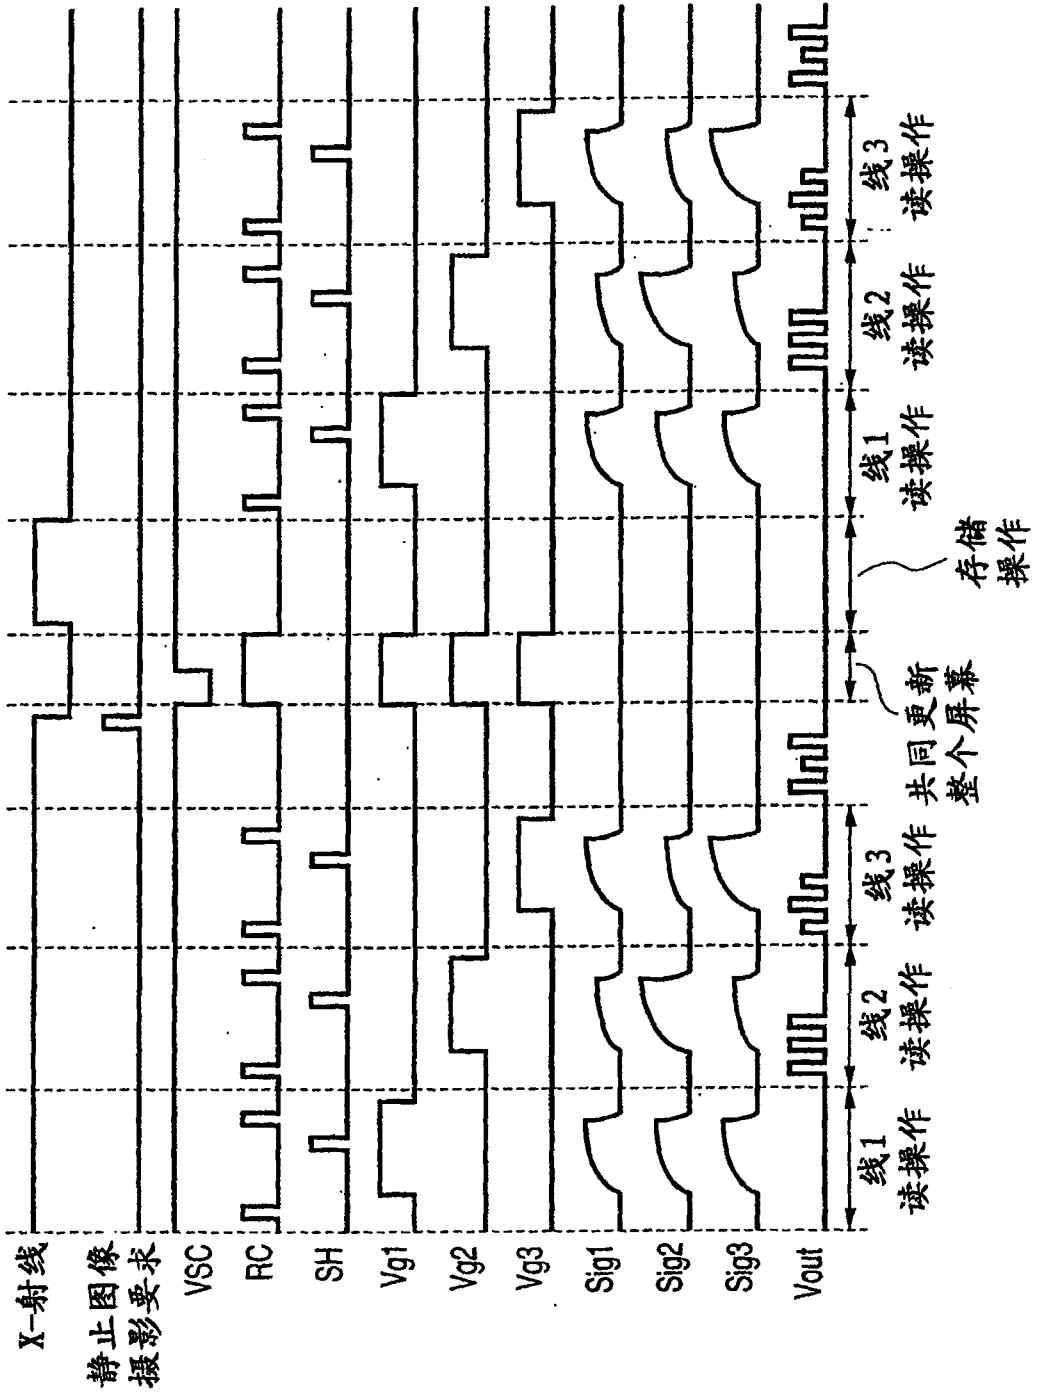 X-射线
静止图像
摄影要求
VSC
RC
SH
Vg1
Vg2
Vg3
Sig1
Sig2
Sig3
Vout
线1
读操作
线2
读操作
线3
读操作
共同更新
整个屏幕
存储
操作
线1
读操作
线2
读操作
线3
读操作